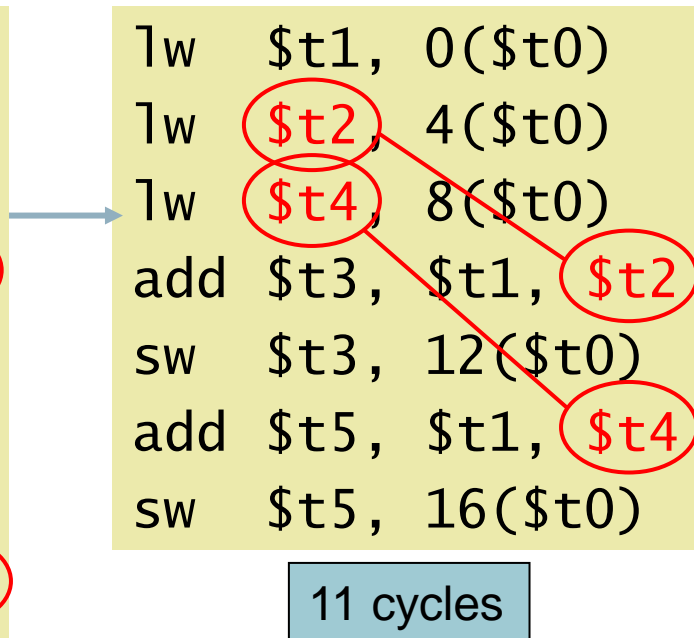 lw $t1, 0($t0)
lw $t2, 4($t0)
lw $t4, 8($t0)
add $t3, $t1, $t2
sw $t3, 12($t0)
add $t5, $t1, $t4
sw $t5, 16($t0)
11 cycles